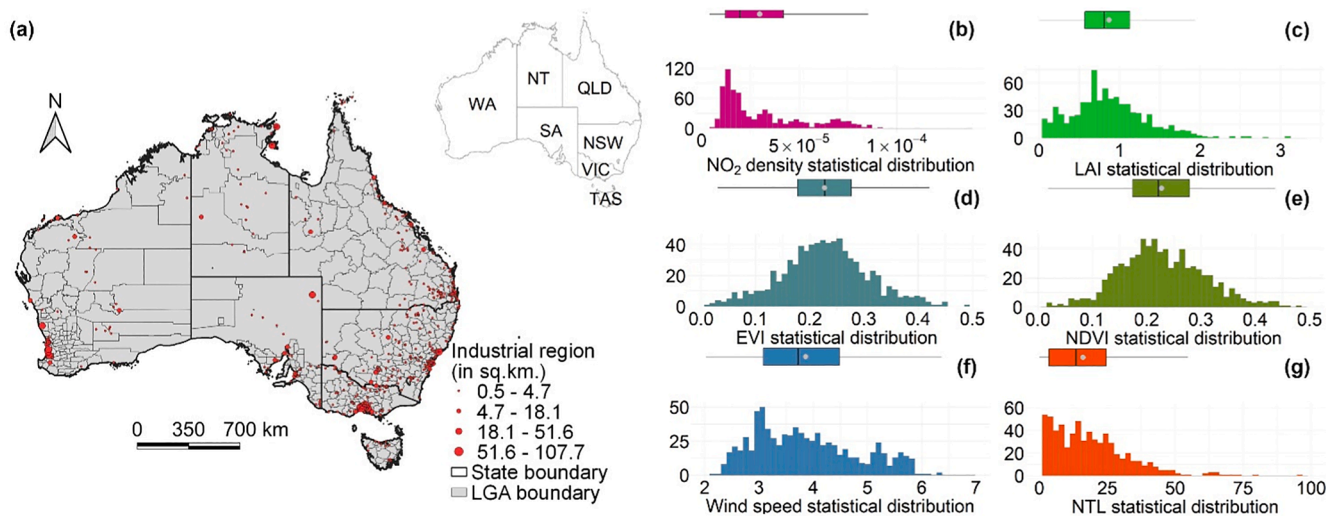 (a)
N
WA
NT
QLD
SA
NSW
VIC
TAS
Industrial region
(in sq.km.)
0.5 - 4.7
4.7 - 18.1
18.1 - 51.6
51.6 - 107.7
State boundary
LGA boundary
0 350 700 km
(b)
120
60
0
0 5 × 10⁻⁵ 1 × 10⁻⁴
NO₂ density statistical distribution
(c)
60
30
0
0 1 2 3
LAI statistical distribution
(d)
40
20
0
0.0 0.1 0.2 0.3 0.4 0.5
EVI statistical distribution
(e)
40
20
0
0.0 0.1 0.2 0.3 0.4 0.5
NDVI statistical distribution
(f)
50
25
0
2 3 4 5 6 7
Wind speed statistical distribution
(g)
60
40
20
0
0 25 50 75 100
NTL statistical distribution